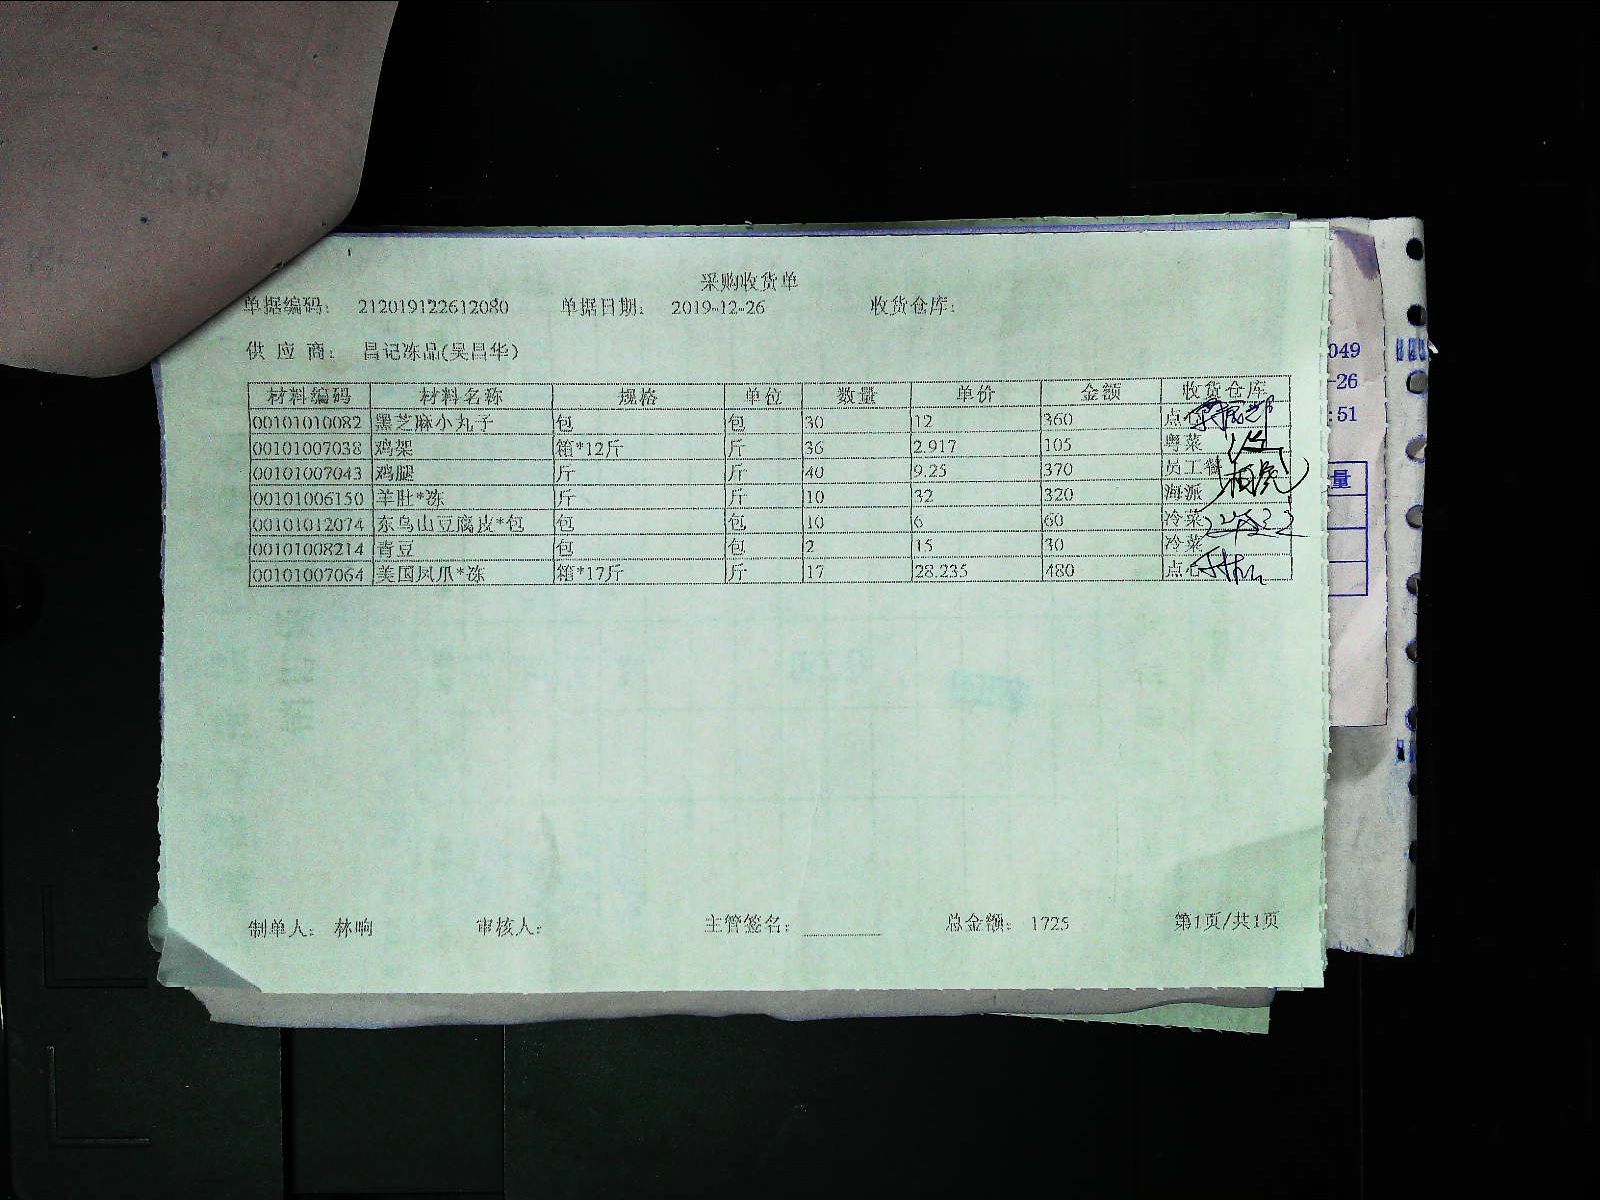 采购收货单
单据编码： 212019122612080 单据日期： 2019-12-26 收货仓库：
供 应 商： 昌记冻品(吴昌华)
材料编码 材料名称 规格 单位 数量 单价 金额 收货仓库
00101010082 黑芝麻小丸子 包 包 30 12 360 点心
00101007038 鸡架 箱*12斤 斤 36 2.917 105 粤菜
00101007043 鸡腿 斤 斤 40 9.25 370 员工餐
00101006150 羊肚*冻 斤 斤 10 32 320 海派
00101012074 东乌山豆腐皮*包 包 包 10 6 60 冷菜
00101008214 青豆 包 包 2 15 30 冷菜
00101007064 美国凤爪*冻 箱*17斤 斤 17 28.235 480 点心
制单人： 林响 审核人： 主管签名： 总金额： 1725 第1页/共1页
049
-26
:51
量